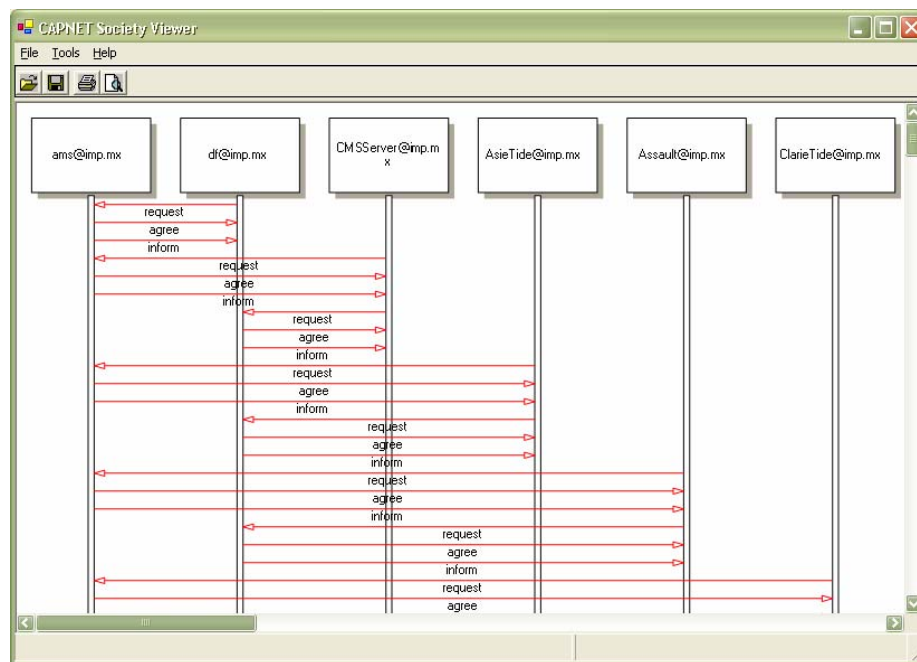 CAPNET Society Viewer
File Tools Help
ams@imp.mx df@imp.mx CMSServer@imp.m
x AsieTide@imp.mx Assault@imp.mx ClarieTide@imp.mx
request
agree
inform
request
agree
inform
request
agree
inform
request
agree
inform
request
agree
inform
request
agree
inform
request
agree
inform
request
agree